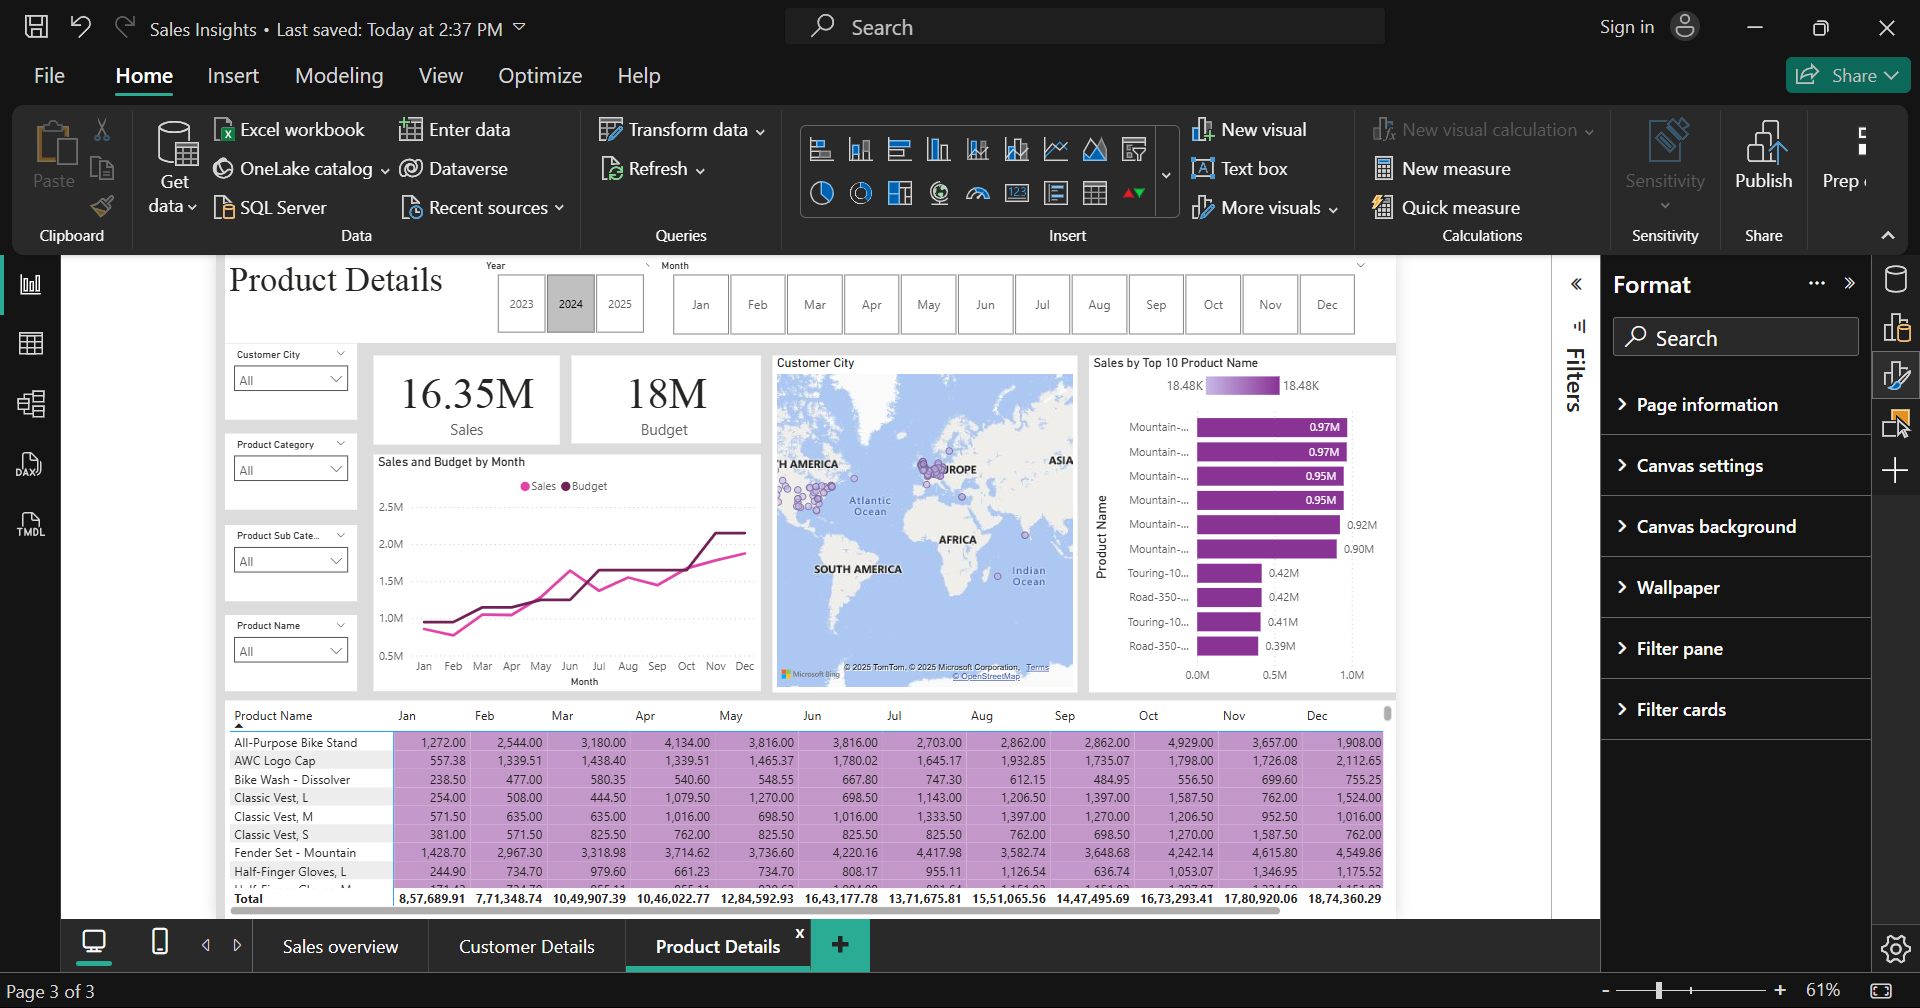 Sales Insights • Last saved: Today at 2:37 PM
Search
Sign in
File Home Insert Modeling View Optimize Help
Share
Paste
Clipboard
Get data
Excel workbook
OneLake catalog
SQL Server
Enter data
Dataverse
Recent sources
Data
Transform data
Refresh
Queries
123
New visual
Text box
More visuals
Insert
New visual calculation
New measure
Quick measure
Calculations
Sensitivity
Sensitivity
Publish
Share
Prep
DAX
TMDL
Product Details
Year
2023 2024 2025
Month
Jan Feb Mar Apr May Jun Jul Aug Sep Oct Nov Dec
Customer City
All
Product Category
All
Product Sub Cate...
All
Product Name
All
16.35M
Sales
18M
Budget
Sales and Budget by Month
Sales Budget
2.5M
2.0M
1.5M
1.0M
0.5M
Jan Feb Mar Apr May Jun Jul Aug Sep Oct Nov Dec
Month
Customer City
H AMERICA
UROPE
ASIA
Atlantic Ocean
AFRICA
SOUTH AMERICA
Indian Ocean
Microsoft Bing
© 2025 TomTom, © 2025 Microsoft Corporation, Terms
© OpenStreetMap
Sales by Top 10 Product Name
18.48K 18.48K
Product Name
Mountain-... 0.97M
Mountain-... 0.97M
Mountain-... 0.95M
Mountain-... 0.95M
Mountain-... 0.92M
Mountain-... 0.90M
Touring-10... 0.42M
Road-350-... 0.42M
Touring-10... 0.41M
Road-350-... 0.39M
0.0M 0.5M 1.0M
Product Name Jan Feb Mar Apr May Jun Jul Aug Sep Oct Nov Dec
All-Purpose Bike Stand 1,272.00 2,544.00 3,180.00 4,134.00 3,816.00 3,816.00 2,703.00 2,862.00 2,862.00 4,929.00 3,657.00 1,908.00
AWC Logo Cap 557.38 1,339.51 1,438.40 1,339.51 1,465.37 1,780.02 1,645.17 1,932.85 1,735.07 1,798.00 1,726.08 2,112.65
Bike Wash - Dissolver 238.50 477.00 580.35 540.60 548.55 667.80 747.30 612.15 484.95 556.50 699.60 755.25
Classic Vest, L 254.00 508.00 444.50 1,079.50 1,270.00 698.50 1,143.00 1,206.50 1,397.00 1,587.50 762.00 1,524.00
Classic Vest, M 571.50 635.00 635.00 1,016.00 698.50 1,016.00 1,333.50 1,397.00 1,270.00 1,206.50 952.50 1,016.00
Classic Vest, S 381.00 571.50 825.50 762.00 825.50 825.50 825.50 762.00 698.50 1,270.00 1,587.50 762.00
Fender Set - Mountain 1,428.70 2,967.30 3,318.98 3,714.62 3,736.60 4,220.16 4,417.98 3,582.74 3,648.68 4,242.14 4,615.80 4,549.86
Half-Finger Gloves, L 244.90 734.70 979.60 661.23 734.70 808.17 955.11 1,126.54 636.74 1,053.07 1,346.95 1,175.52
Total 8,57,689.91 7,71,348.74 10,49,907.39 10,46,022.77 12,84,592.93 16,43,177.78 13,71,675.81 15,51,065.56 14,47,495.69 16,73,293.41 17,80,920.06 18,74,360.29
Filters
Format
Search
Page information
Canvas settings
Canvas background
Wallpaper
Filter pane
Filter cards
Sales overview Customer Details Product Details x +
Page 3 of 3
- + 61%